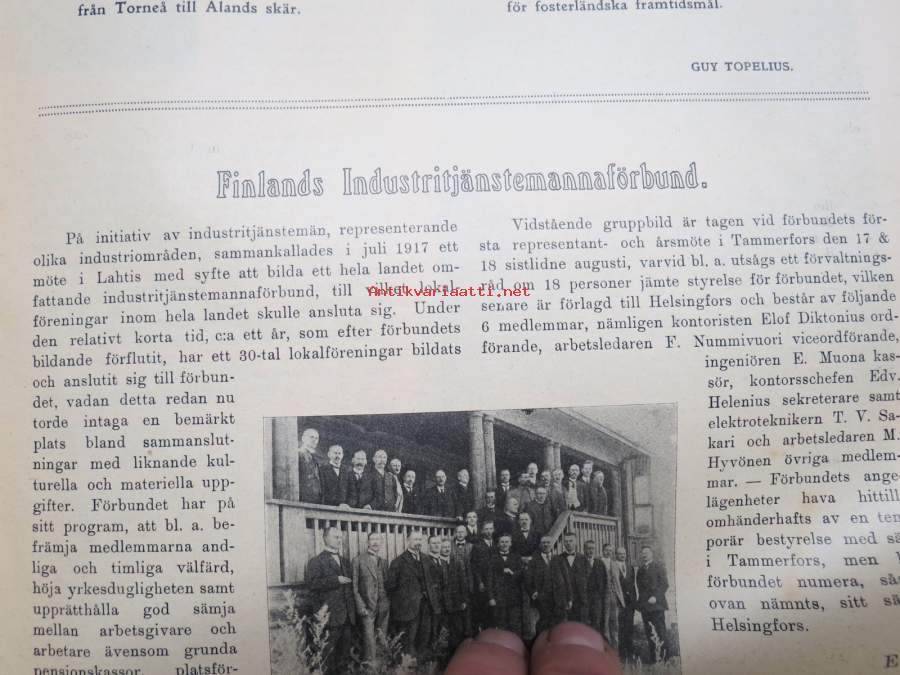 från Torneå till Ålands skär.
för fosterländska framtidsmål.
GUY TOPELIUS.
Finlands Industritjänstemannaförbund.
På initiativ av industritjänstemän, representerande
olika industriområden, sammankallades i juli 1917 ett
möte i Lahtis med syfte att bilda ett hela landet om-
fattande industritjänstemannaförbund, till vilket lokal-
föreningar inom hela landet skulle ansluta sig. Under
den relativt korta tid, c:a ett år, som efter förbundets
bildande förflutit, har ett 30-tal lokalföreningar bildats
och anslutit sig till förbun-
det, vadan detta redan nu
torde intaga en bemärkt
plats bland sammanslut-
ningar med liknande kul-
turella och materiella upp-
gifter. Förbundet har på
sitt program, att bl. a. be-
främja medlemmarna and-
liga och timliga välfärd,
höja yrkesdugligheten samt
upprätthålla god sämja
mellan arbetsgivare och
arbetare ävensom grunda
pensionskassor, platsför-
Vidstående gruppbild är tagen vid förbundets för-
sta representant- och årsmöte i Tammerfors den 17 &
18 sistlidne augusti, varvid bl. a. utsågs ett förvaltnings-
råd om 18 personer jämte styrelse för förbundet, vilken
senare är förlagd till Helsingfors och består av följande
6 medlemmar, nämligen kontoristen Elof Diktonius ord-
förande, arbetsledaren F. Nummivuori viceordförande,
ingeniören E. Muona kas-
sör, kontorsschefen Edv.
Helenius sekreterare samt
elektroteknikern T. V. Sa-
kari och arbetsledaren M.
Hyvönen övriga medlem-
mar. — Förbundets ange-
lägenheter hava hittill
omhänderhafts av en tem
porär bestyrelse med sä
i Tammerfors, men
förbundet numera, så
ovan nämnts, sitt sä
Helsingfors.
E
Antikvariaatti.net